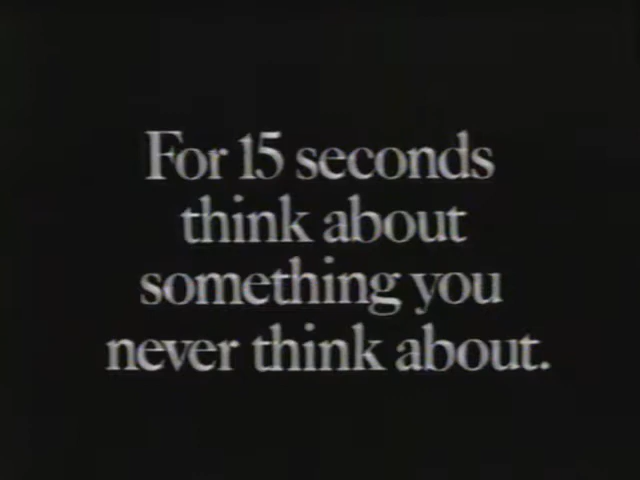 For 15 seconds
think about
something you
never think about.